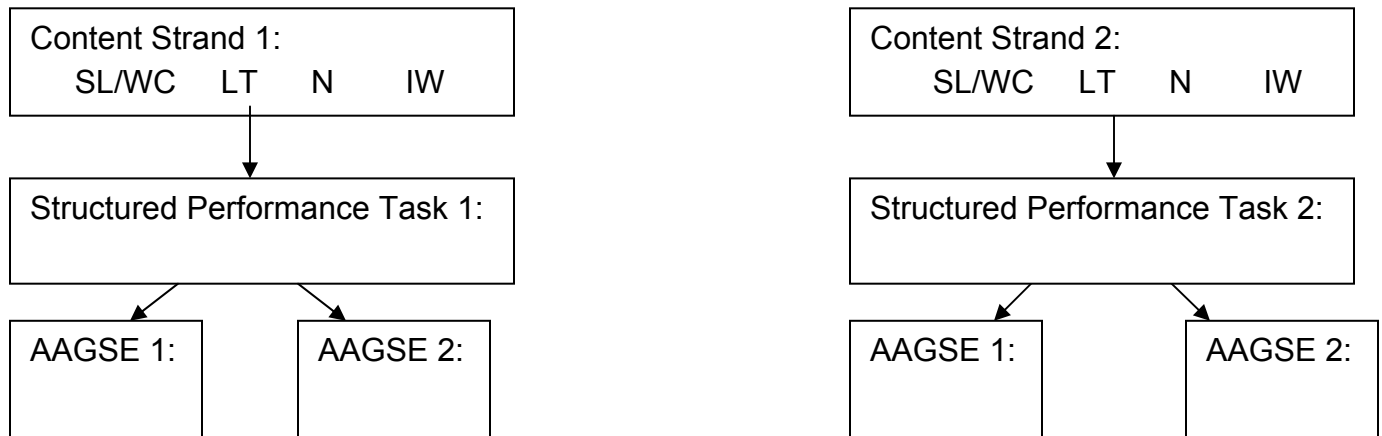 Content Strand 1:
SL/WC LT N IW
Structured Performance Task 1:
AAGSE 1:
AAGSE 2:
Content Strand 2:
SL/WC LT N IW
Structured Performance Task 2:
AAGSE 1:
AAGSE 2: